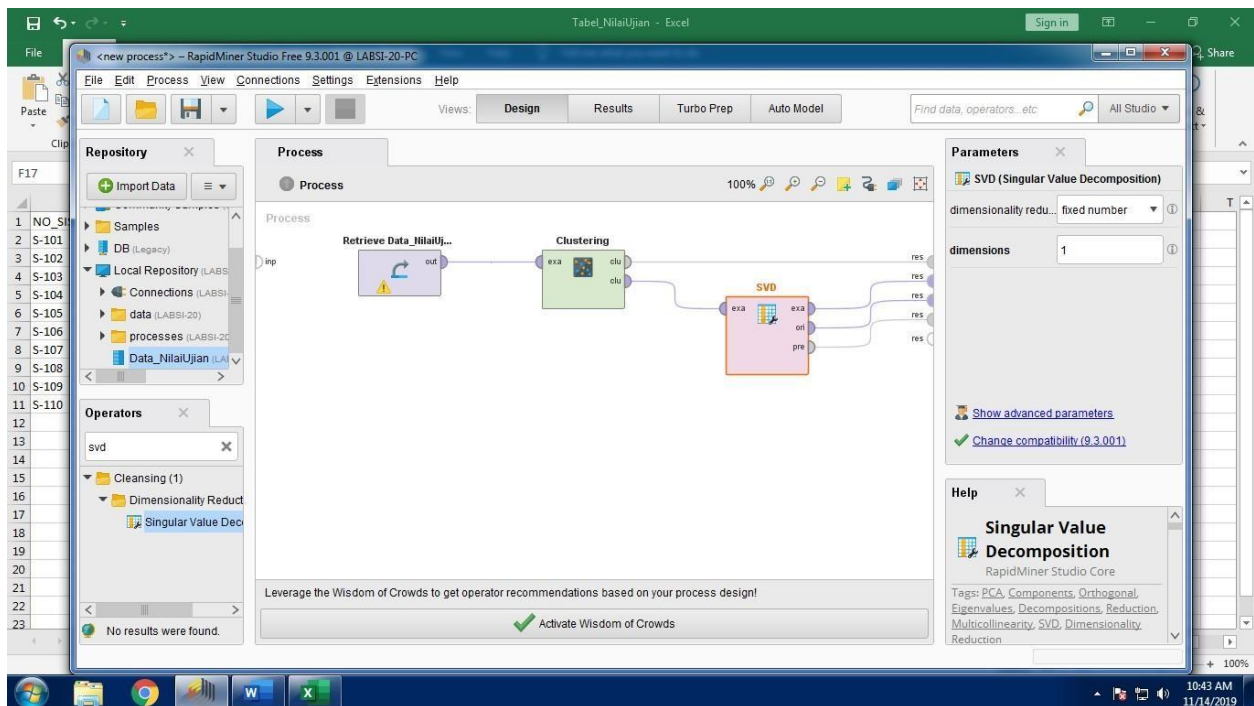 Tabel_NilaiUjian - Excel
Sign in
File
Share
Paste
Clip
F17
T
1 NO_SI
2 S-101
3 S-102
4 S-103
5 S-104
6 S-105
7 S-106
8 S-107
9 S-108
10 S-109
11 S-110
12
13
14
15
16
17
18
19
20
21
22
23
<new process*> – RapidMiner Studio Free 9.3.001 @ LABSI-20-PC
File Edit Process View Connections Settings Extensions Help
Views: Design Results Turbo Prep Auto Model
Find data, operators...etc
All Studio
Repository
Import Data
Samples
DB (Legacy)
Local Repository (LABS
Connections (LABSI-
data (LABSI-20)
processes (LABSI-20
Data_NilaiUjian (LAI
Operators
svd
Cleansing (1)
Dimensionality Reduct
Singular Value Deco
No results were found.
Process
Process
100%
Process
inp
Retrieve Data_NilaiUj...
out
Clustering
exa clu
clu
SVD
exa exa
ori
pre
res
res
res
res
res
Leverage the Wisdom of Crowds to get operator recommendations based on your process design!
Activate Wisdom of Crowds
Parameters
SVD (Singular Value Decomposition)
dimensionality redu... fixed number
dimensions 1
Show advanced parameters
Change compatibility (9.3.001)
Help
Singular Value
Decomposition
RapidMiner Studio Core
Tags: PCA, Components, Orthogonal,
Eigenvalues, Decompositions, Reduction,
Multicollinearity, SVD, Dimensionality
Reduction
+ 100%
10:43 AM
11/14/2019